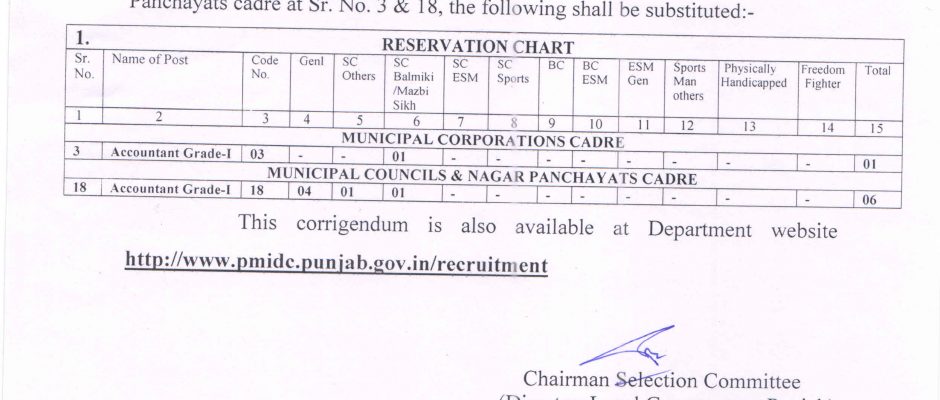 Panchayats cadre at Sr. No. 3 & 18, the following shall be substituted:-
1.
RESERVATION CHART
Sr. No. Name of Post Code No. Genl SC Others SC Balmiki /Mazbi Sikh SC ESM SC Sports BC BC ESM ESM Gen Sports Man others Physically Handicapped Freedom Fighter Total
1 2 3 4 5 6 7 8 9 10 11 12 13 14 15
MUNICIPAL CORPORATIONS CADRE
3 Accountant Grade-I 03 - - 01 - - - - - - - - 01
MUNICIPAL COUNCILS & NAGAR PANCHAYATS CADRE
18 Accountant Grade-I 18 04 01 01 - - - - - - - - 06
This corrigendum is also available at Department website
http://www.pmidc.punjab.gov.in/recruitment
Chairman Selection Committee